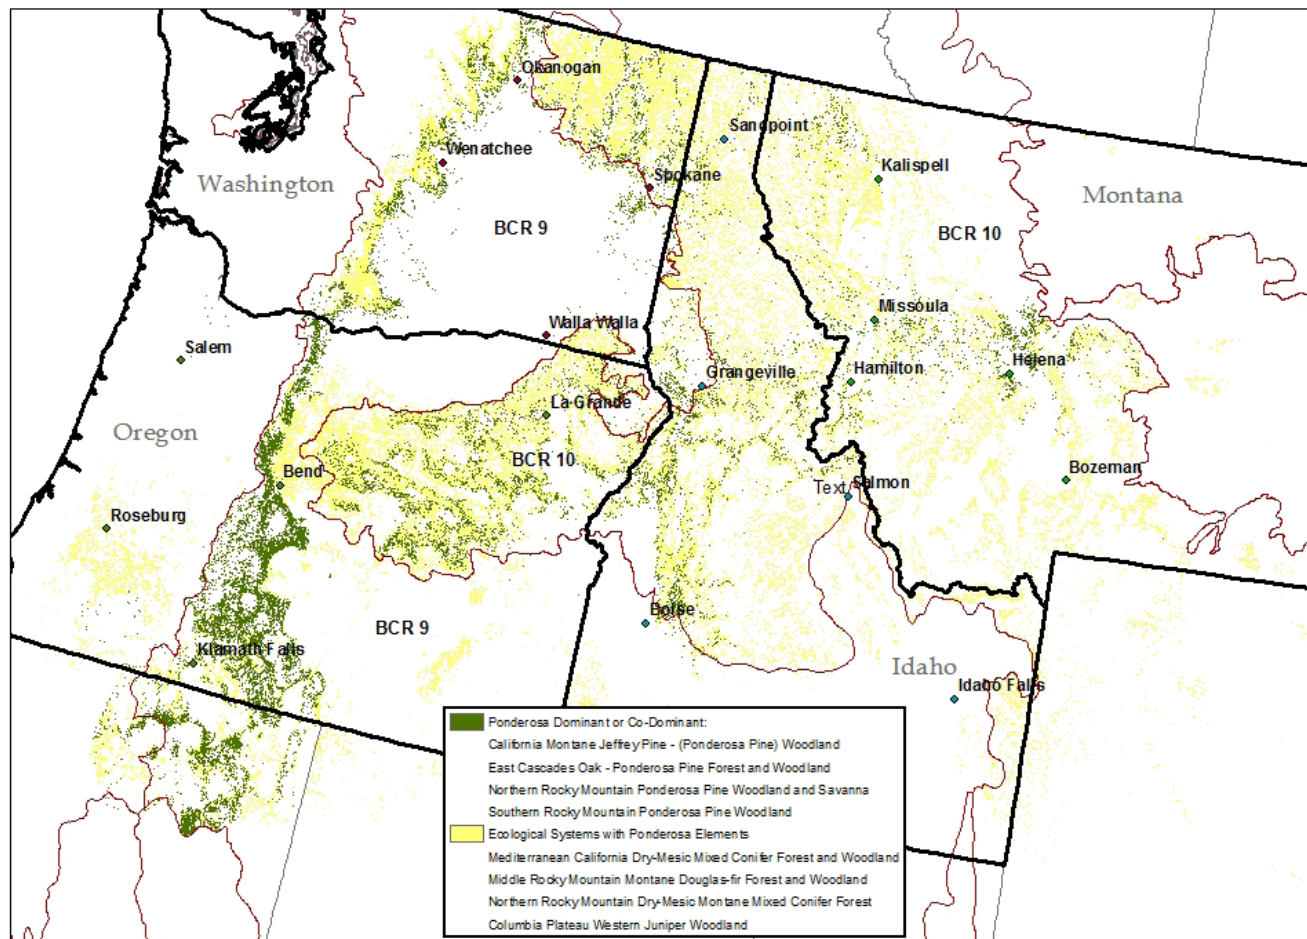 Okanogan
Sandpoint
Wenatchee
Spokane
Kalispell
Washington
Montana
BCR 9
BCR 10
Missoula
Walla Walla
Salem
Helena
Grangeville
Hamilton
La Grande
Oregon
BCR 10
Bend
Bozeman
Text
Salmon
Roseburg
Boise
BCR 9
Klamath Falls
Idaho
Idaho Falls
Ponderosa Dominant or Co-Dominant:
California Montane Jeffrey Pine - (Ponderosa Pine) Woodland
East Cascades Oak - Ponderosa Pine Forest and Woodland
Northern Rocky Mountain Ponderosa Pine Woodland and Savanna
Southern Rocky Mountain Ponderosa Pine Woodland
Ecological Systems with Ponderosa Elements
Mediterranean California Dry-Mesic Mixed Conifer Forest and Woodland
Middle Rocky Mountain Montane Douglas-fir Forest and Woodland
Northern Rocky Mountain Dry-Mesic Montane Mixed Conifer Forest
Columbia Plateau Western Juniper Woodland